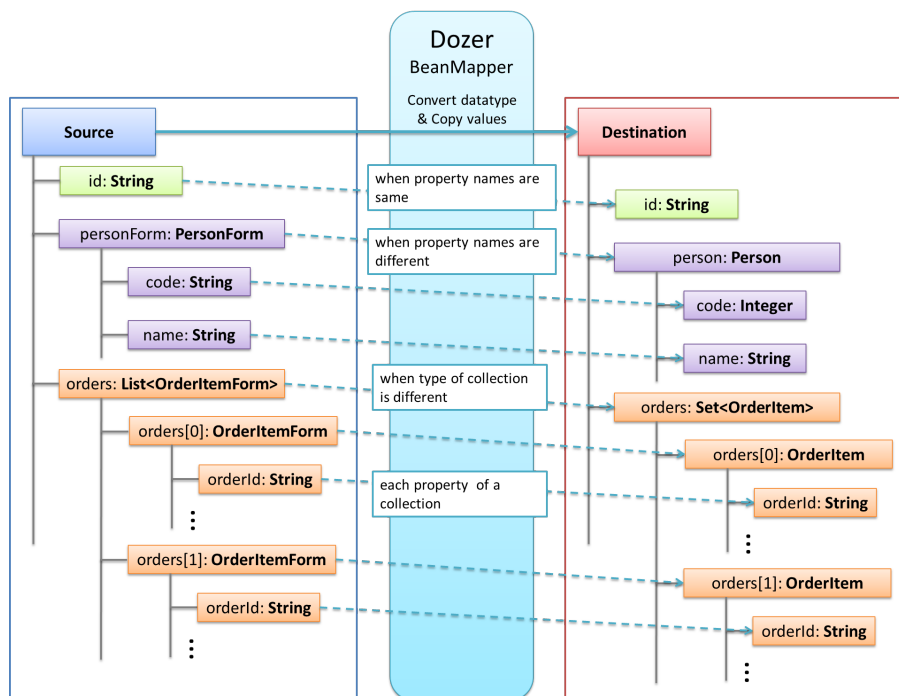 Dozer
BeanMapper
Convert datatype
& Copy values
Source
Destination
id: String
when property names are
same
id: String
personForm: PersonForm
when property names are
different
person: Person
code: String
code: Integer
name: String
name: String
orders: List<OrderItemForm>
when type of collection
is different
orders: Set<OrderItem>
orders[0]: OrderItemForm
orders[0]: OrderItem
orderId: String
each property of a
collection
orderId: String
orders[1]: OrderItemForm
orders[1]: OrderItem
orderId: String
orderId: String